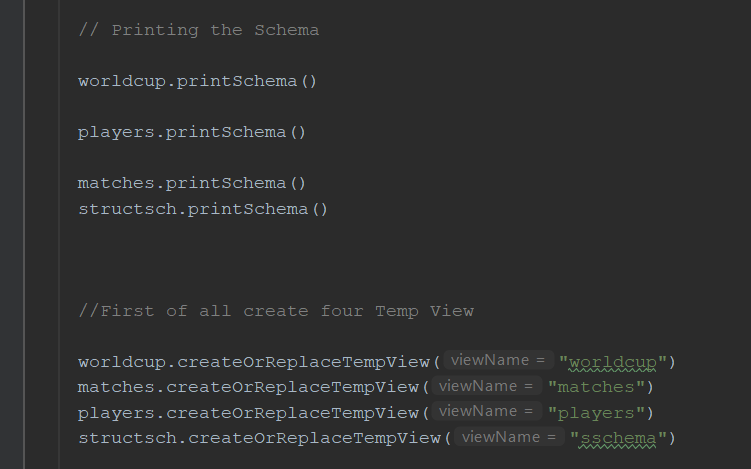 // Printing the Schema
worldcup.printSchema()
players.printSchema()
matches.printSchema()
structsch.printSchema()
//First of all create four Temp View
worldcup.createOrReplaceTempView( viewName = "worldcup")
matches.createOrReplaceTempView( viewName = "matches")
players.createOrReplaceTempView( viewName = "players")
structsch.createOrReplaceTempView( viewName = "sschema")